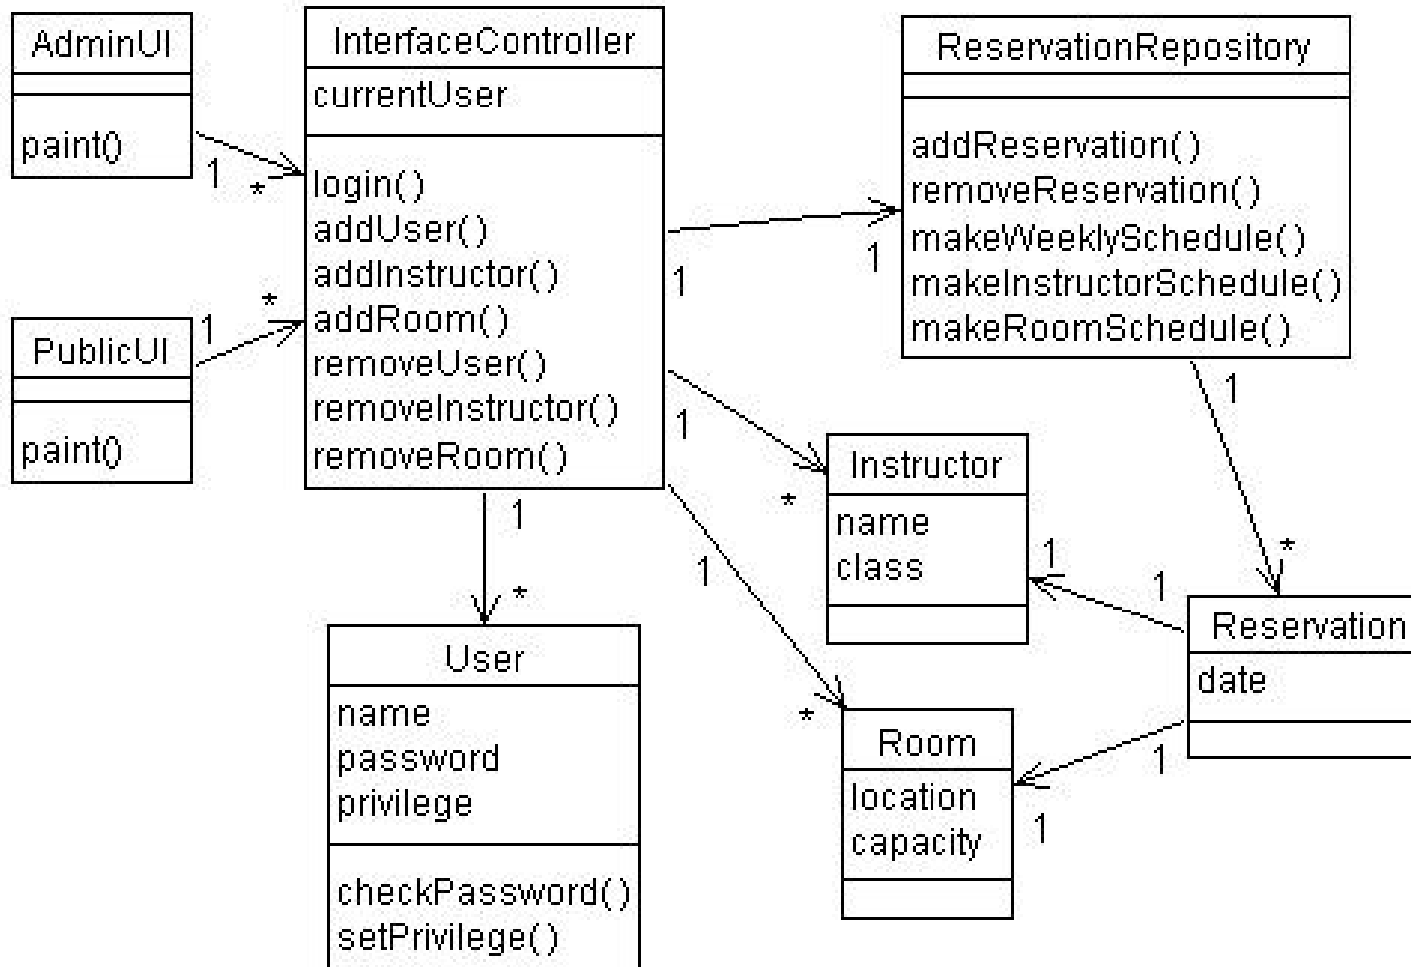 AdminUI
paint()
1
*
PublicUI
paint()
1
*
InterfaceController
currentUser
login()
addUser()
addInstructor()
addRoom()
removeUser()
removeInstructor()
removeRoom()
1
1
1
*
1
*
1
*
ReservationRepository
addReservation()
removeReservation()
makeWeeklySchedule()
makeInstructorSchedule()
makeRoomSchedule()
1
*
Instructor
name
class
1
1
Reservation
date
1
1
User
name
password
privilege
checkPassword()
setPrivilege()
Room
location
capacity